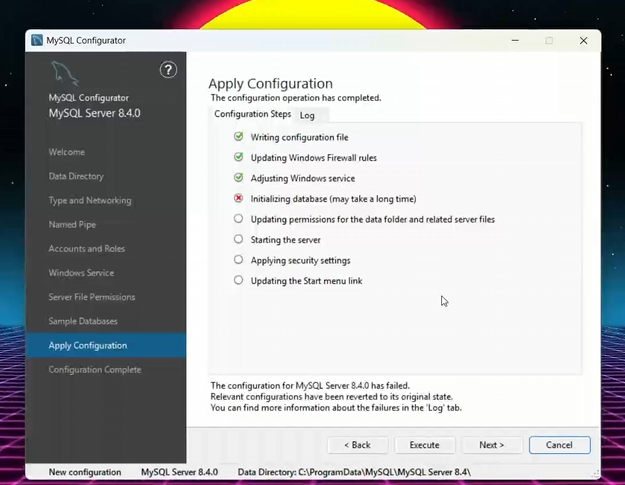 MySQL Configurator
?
MySQL Configurator
MySQL Server 8.4.0
Welcome
Data Directory
Type and Networking
Named Pipe
Accounts and Roles
Windows Service
Server File Permissions
Sample Databases
Apply Configuration
Configuration Complete
Apply Configuration
The configuration operation has completed.
Configuration Steps Log
Writing configuration file
Updating Windows Firewall rules
Adjusting Windows service
Initializing database (may take a long time)
Updating permissions for the data folder and related server files
Starting the server
Applying security settings
Updating the Start menu link
The configuration for MySQL Server 8.4.0 has failed.
Relevant configurations have been reverted to its original state.
You can find more information about the failures in the 'Log' tab.
< Back Execute Next > Cancel
New configuration MySQL Server 8.4.0 Data Directory: C:\ProgramData\MySQL\MySQL Server 8.4\